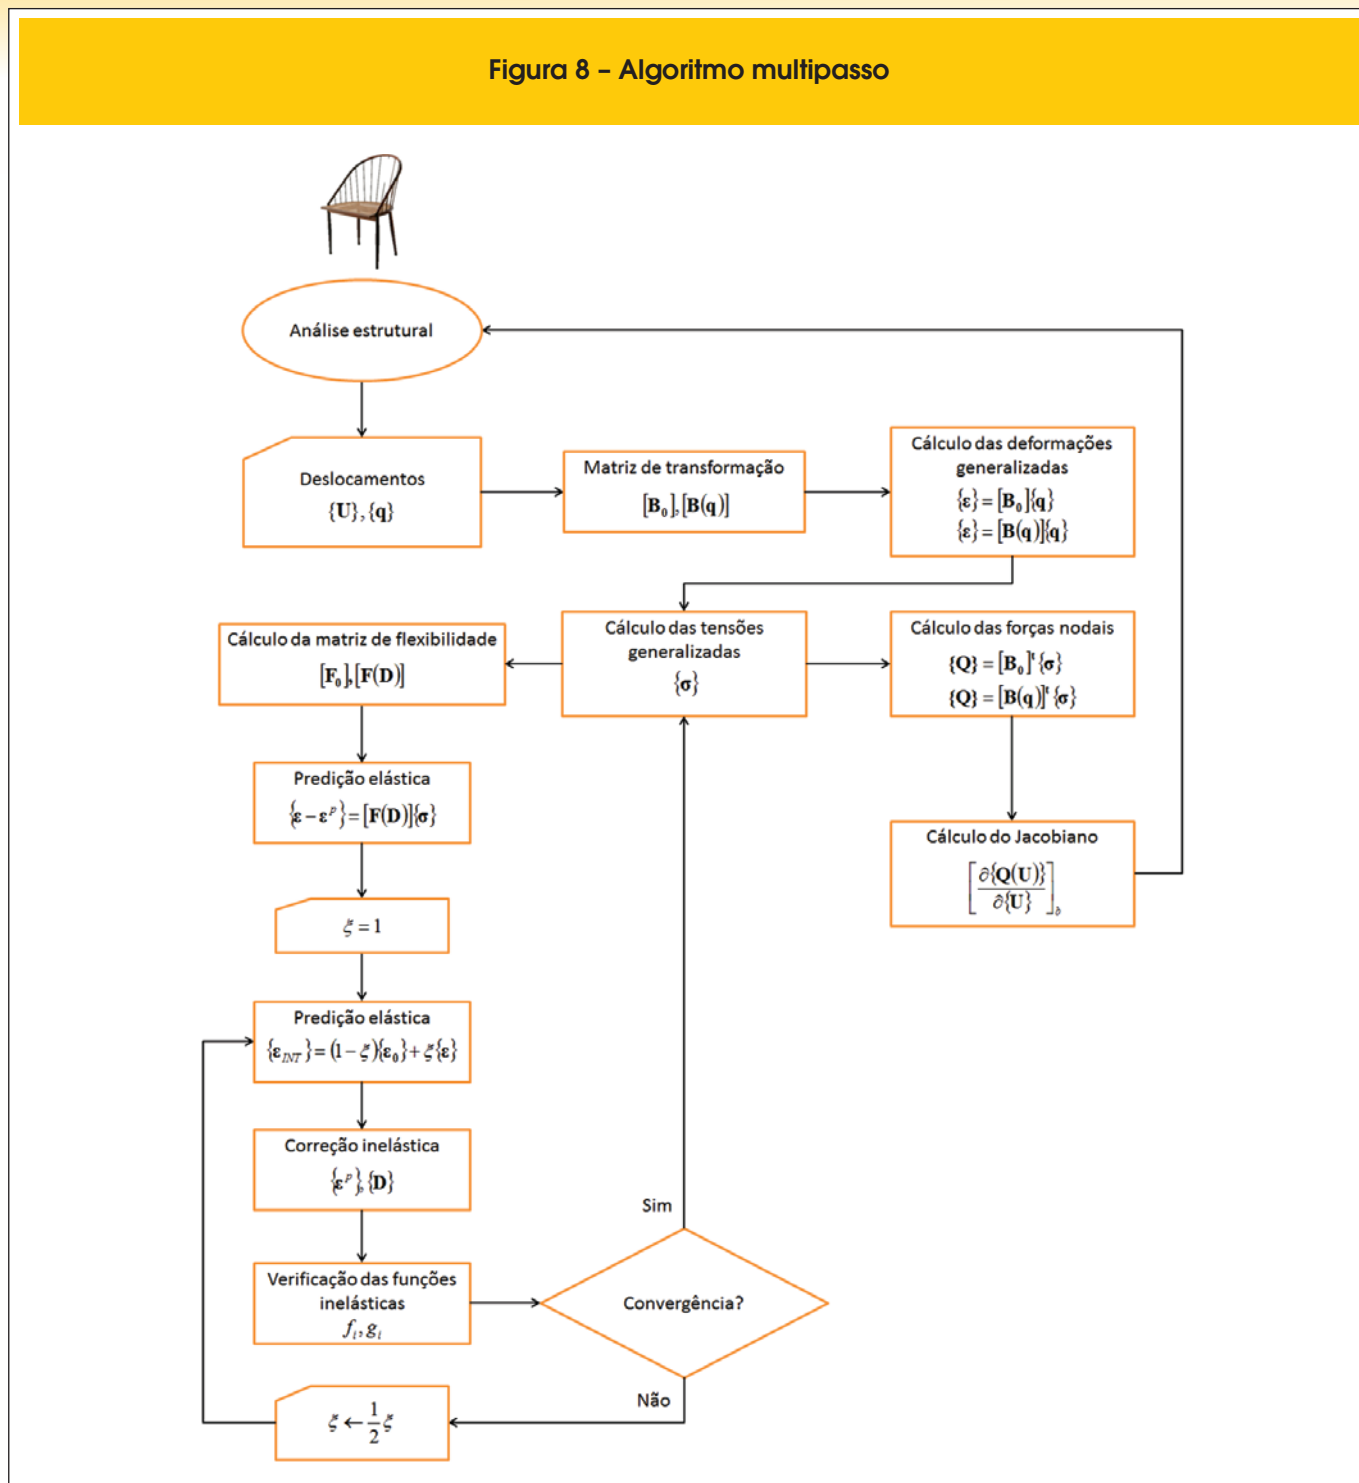 Figura 8 – Algoritmo multipasso
Análise estrutural
Deslocamentos
{U},{q}
Matriz de transformação
[B₀],[B(q)]
Cálculo das deformações
generalizadas
{ε}=[B₀]{q}
{ε}=[B(q)]{q}
Cálculo da matriz de flexibilidade
[F₀],[F(D)]
Cálculo das tensões
generalizadas
{σ}
Cálculo das forças nodais
{Q}=[B₀]ᵗ{σ}
{Q}=[B(q)]ᵗ{σ}
Predição elástica
{ε−εᵖ}=[F(D)]{σ}
Cálculo do Jacobiano
[∂{Q(U)}/∂{U}]_b
ξ=1
Predição elástica
{ε_INT}=(1−ξ){ε₀}+ξ{ε}
Correção inelástica
{εᵖ},{D}
Sim
Verificação das funções
inelásticas
fᵢ,gᵢ
Convergência?
Não
ξ←1/2ξ